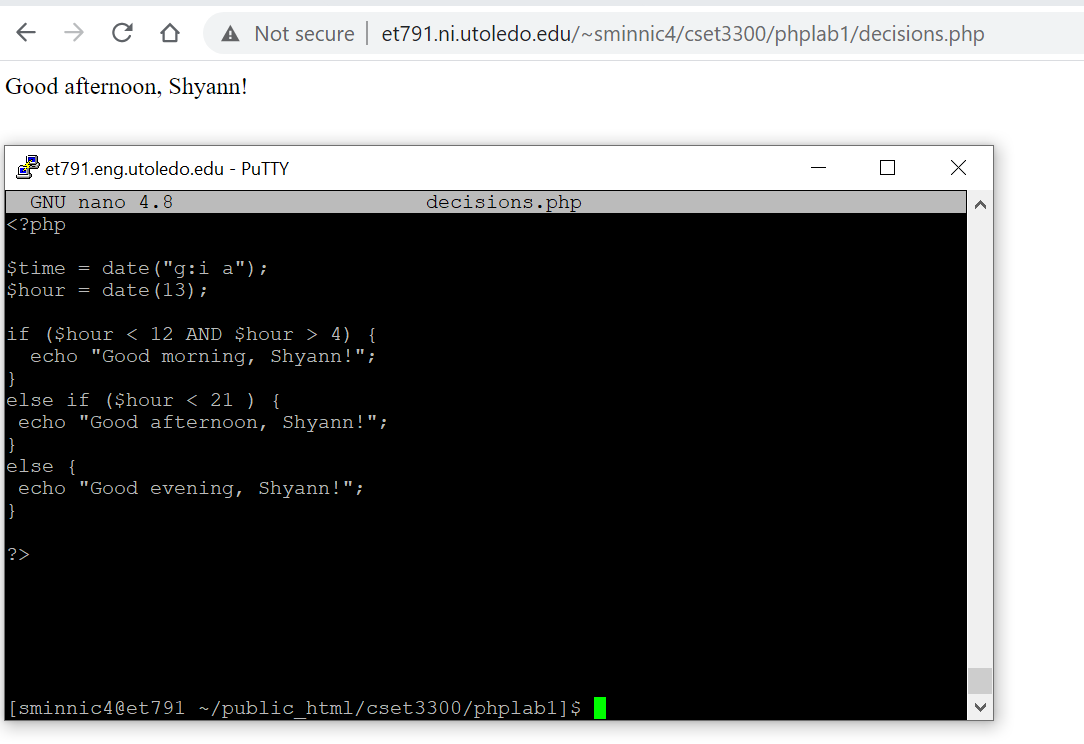 Not secure | et791.ni.utoledo.edu/~sminnic4/cset3300/phplab1/decisions.php
Good afternoon, Shyann!
et791.eng.utoledo.edu - PuTTY
GNU nano 4.8 decisions.php
<?php
$time = date("g:i a");
$hour = date(13);
if ($hour < 12 AND $hour > 4) {
echo "Good morning, Shyann!";
}
else if ($hour < 21 ) {
echo "Good afternoon, Shyann!";
}
else {
echo "Good evening, Shyann!";
}
?>
[sminnic4@et791 ~/public_html/cset3300/phplab1]$